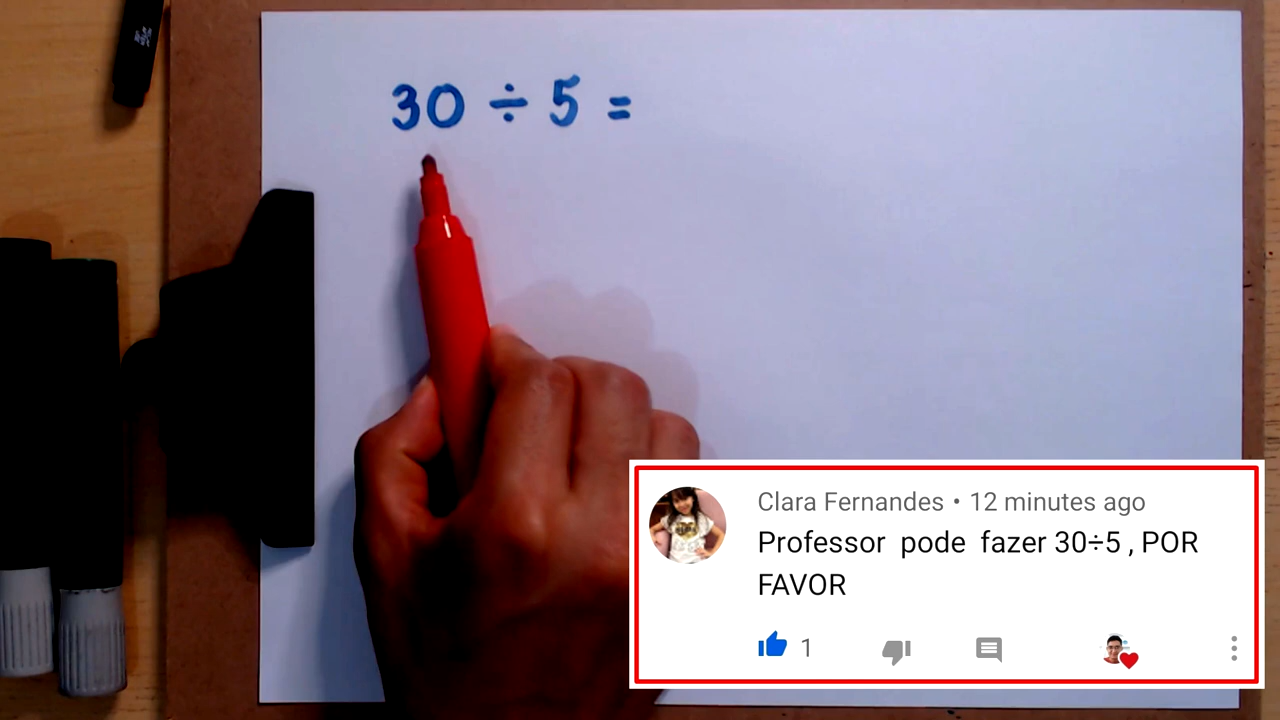 30 ÷ 5 =
Clara Fernandes • 12 minutes ago
Professor pode fazer 30÷5 , POR
FAVOR
1